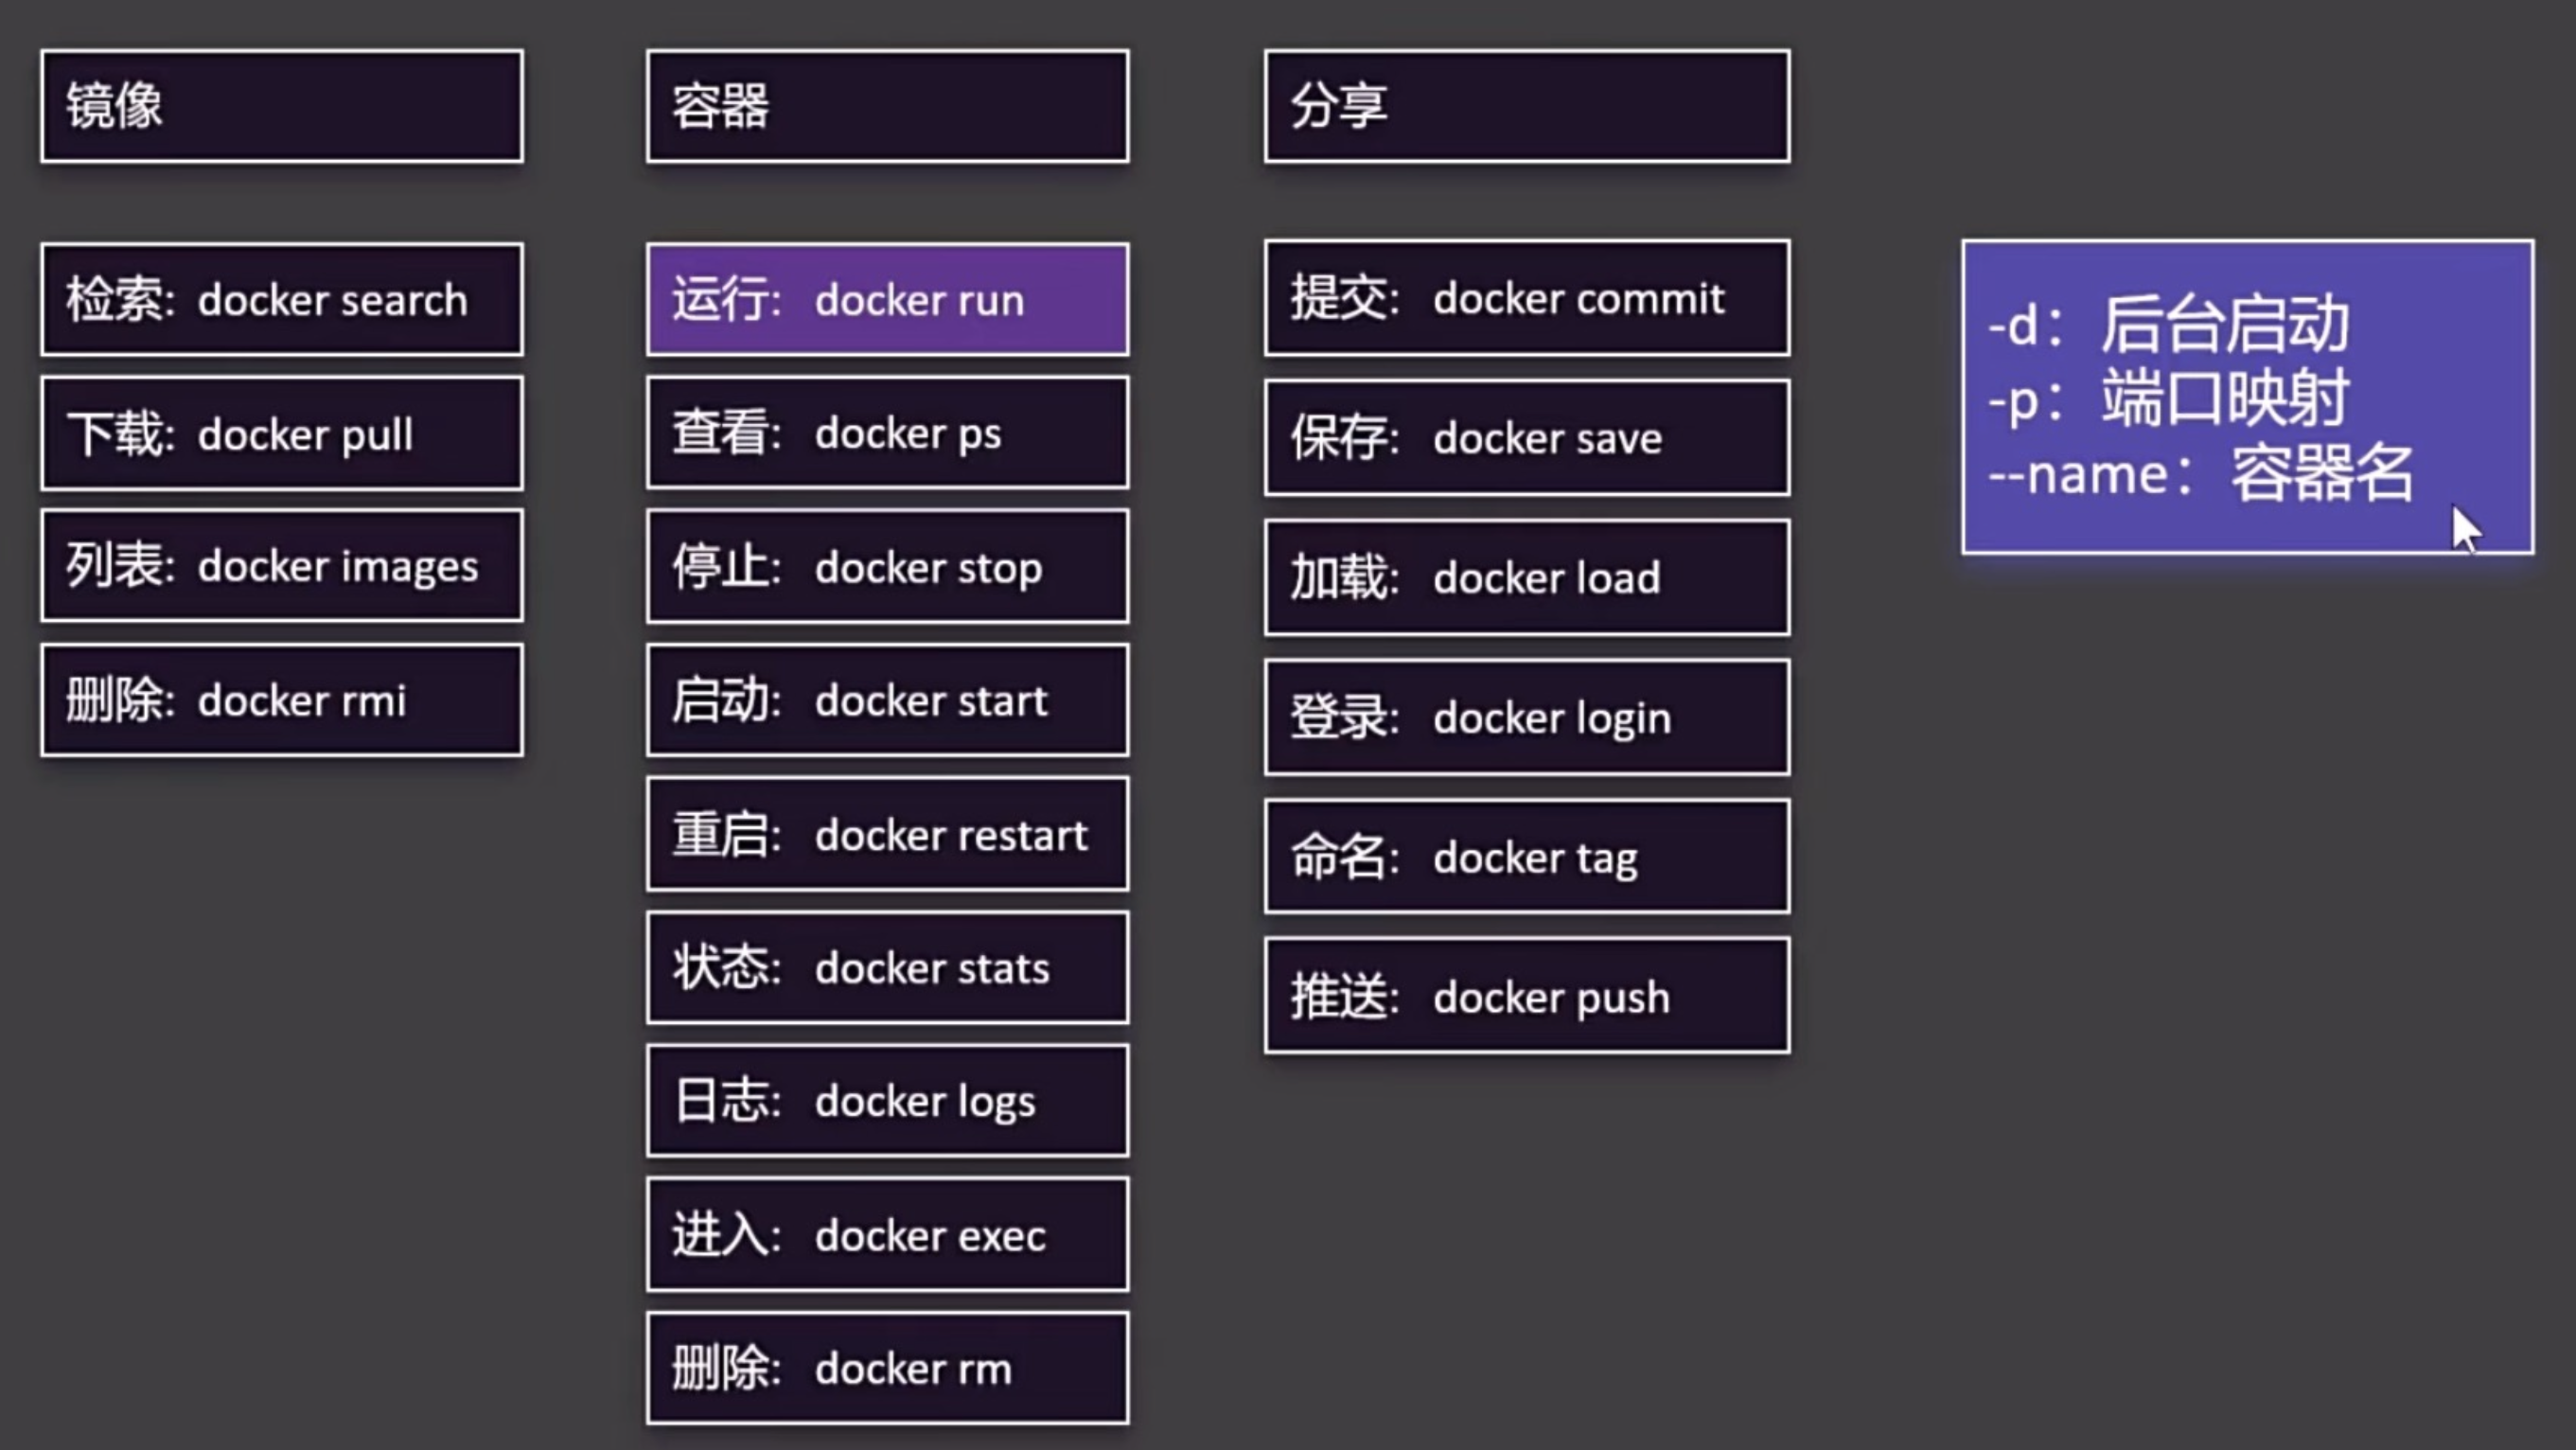 镜像
检索: docker search
下载: docker pull
列表: docker images
删除: docker rmi
容器
运行: docker run
查看: docker ps
停止: docker stop
启动: docker start
重启: docker restart
状态: docker stats
日志: docker logs
进入: docker exec
删除: docker rm
分享
提交: docker commit
保存: docker save
加载: docker load
登录: docker login
命名: docker tag
推送: docker push
-d：后台启动
-p：端口映射
--name：容器名